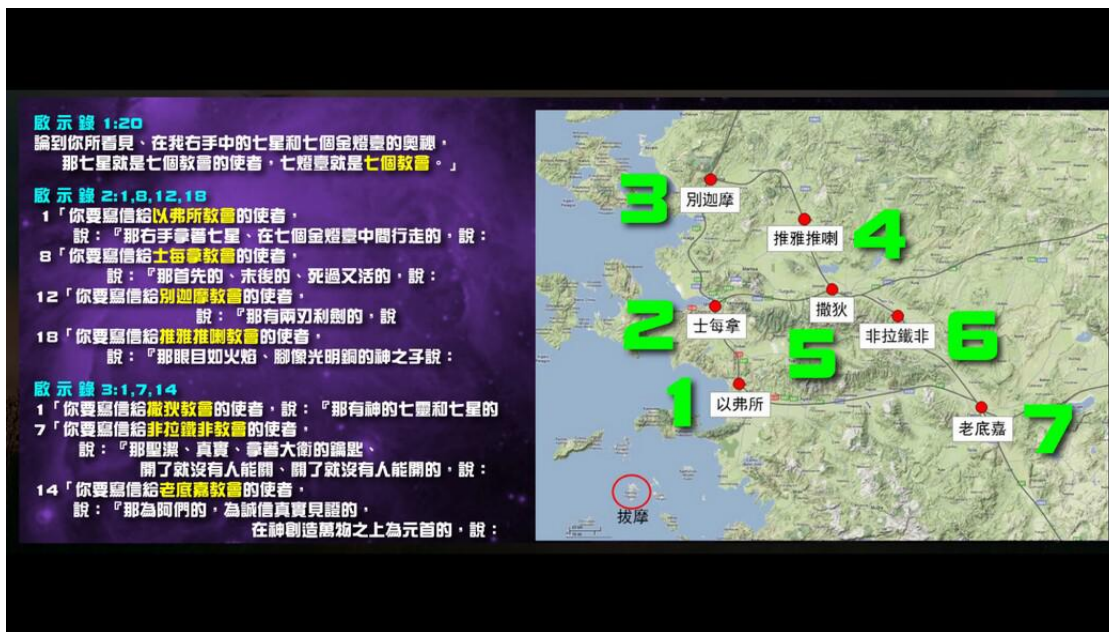 啟示錄 1:20
論到你所看見、在我右手中的七星和七個金燈臺的奧祕，
那七星就是七個教會的使者，七燈臺就是七個教會。」
啟示錄 2:1,8,12,18
1「你要寫信給以弗所教會的使者，
說：『那右手拿著七星、在七個金燈臺中間行走的，說：
8「你要寫信給士每拿教會的使者，
說：『那首先的、末後的、死過又活的，說：
12「你要寫信給別迦摩教會的使者，
說：『那有兩刃利劍的，說
18「你要寫信給推雅推喇教會的使者，
說：『那眼目如火焰、腳像光明銅的神之子說：
啟示錄 3:1,7,14
1「你要寫信給撒狄教會的使者，說：『那有神的七靈和七星的
7「你要寫信給非拉鐵非教會的使者，
說：『那聖潔、真實、拿著大衛的鑰匙、
開了就沒有人能關、關了就沒有人能開的，說：
14「你要寫信給老底嘉教會的使者，
說：『那為阿們的，為誠信真實見證的，
在神創造萬物之上為元首的，說：
3
別迦摩
推雅推喇
4
2
士每拿
撒狄
非拉鐵非
6
5
1
以弗所
老底嘉
7
拔摩